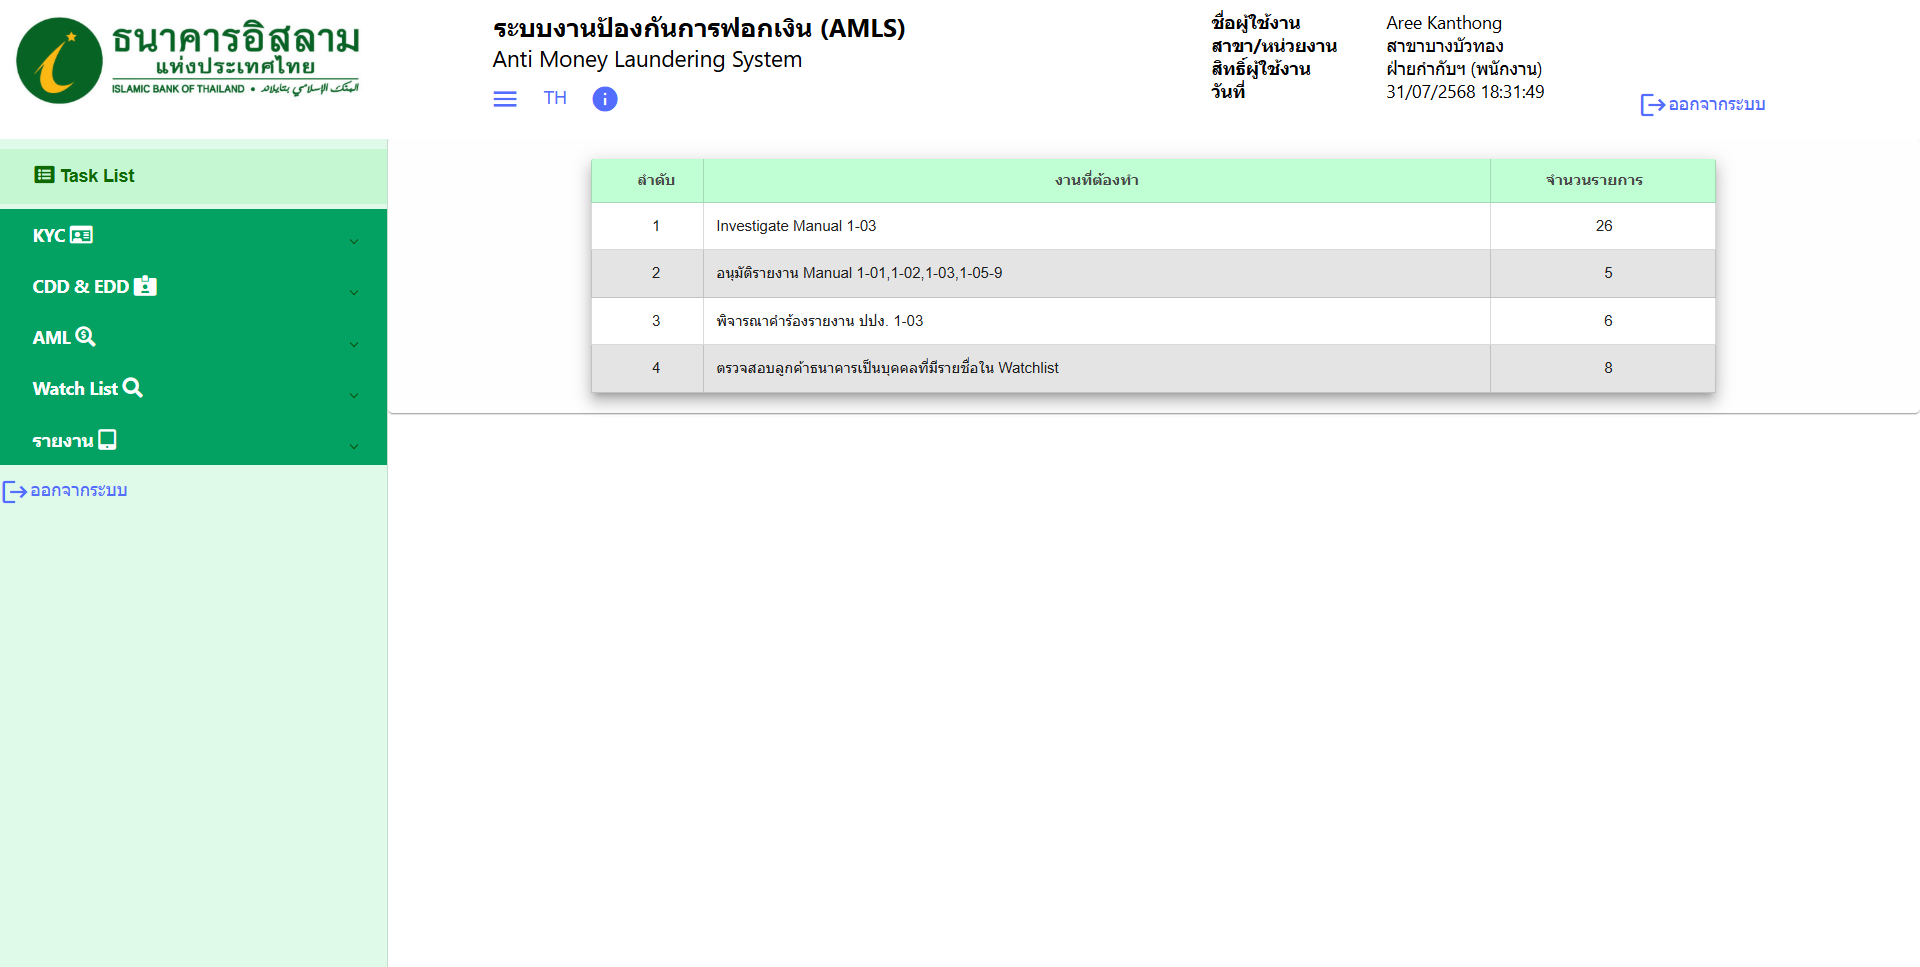 ธนาคารอิสลาม
แห่งประเทศไทย
ISLAMIC BANK OF THAILAND •
ระบบงานป้องกันการฟอกเงิน (AMLS)
Anti Money Laundering System
TH
ชื่อผู้ใช้งาน Aree Kanthong
สาขา/หน่วยงาน สาขาบางบัวทอง
สิทธิ์ผู้ใช้งาน ฝ่ายกำกับฯ (พนักงาน)
วันที่ 31/07/2568 18:31:49
ออกจากระบบ
Task List
KYC
CDD & EDD
AML
Watch List
รายงาน
ออกจากระบบ
ลำดับ งานที่ต้องทำ จำนวนรายการ
1 Investigate Manual 1-03 26
2 อนุมัติรายงาน Manual 1-01,1-02,1-03,1-05-9 5
3 พิจารณาคำร้องรายงาน ปปง. 1-03 6
4 ตรวจสอบลูกค้าธนาคารเป็นบุคคลที่มีรายชื่อใน Watchlist 8